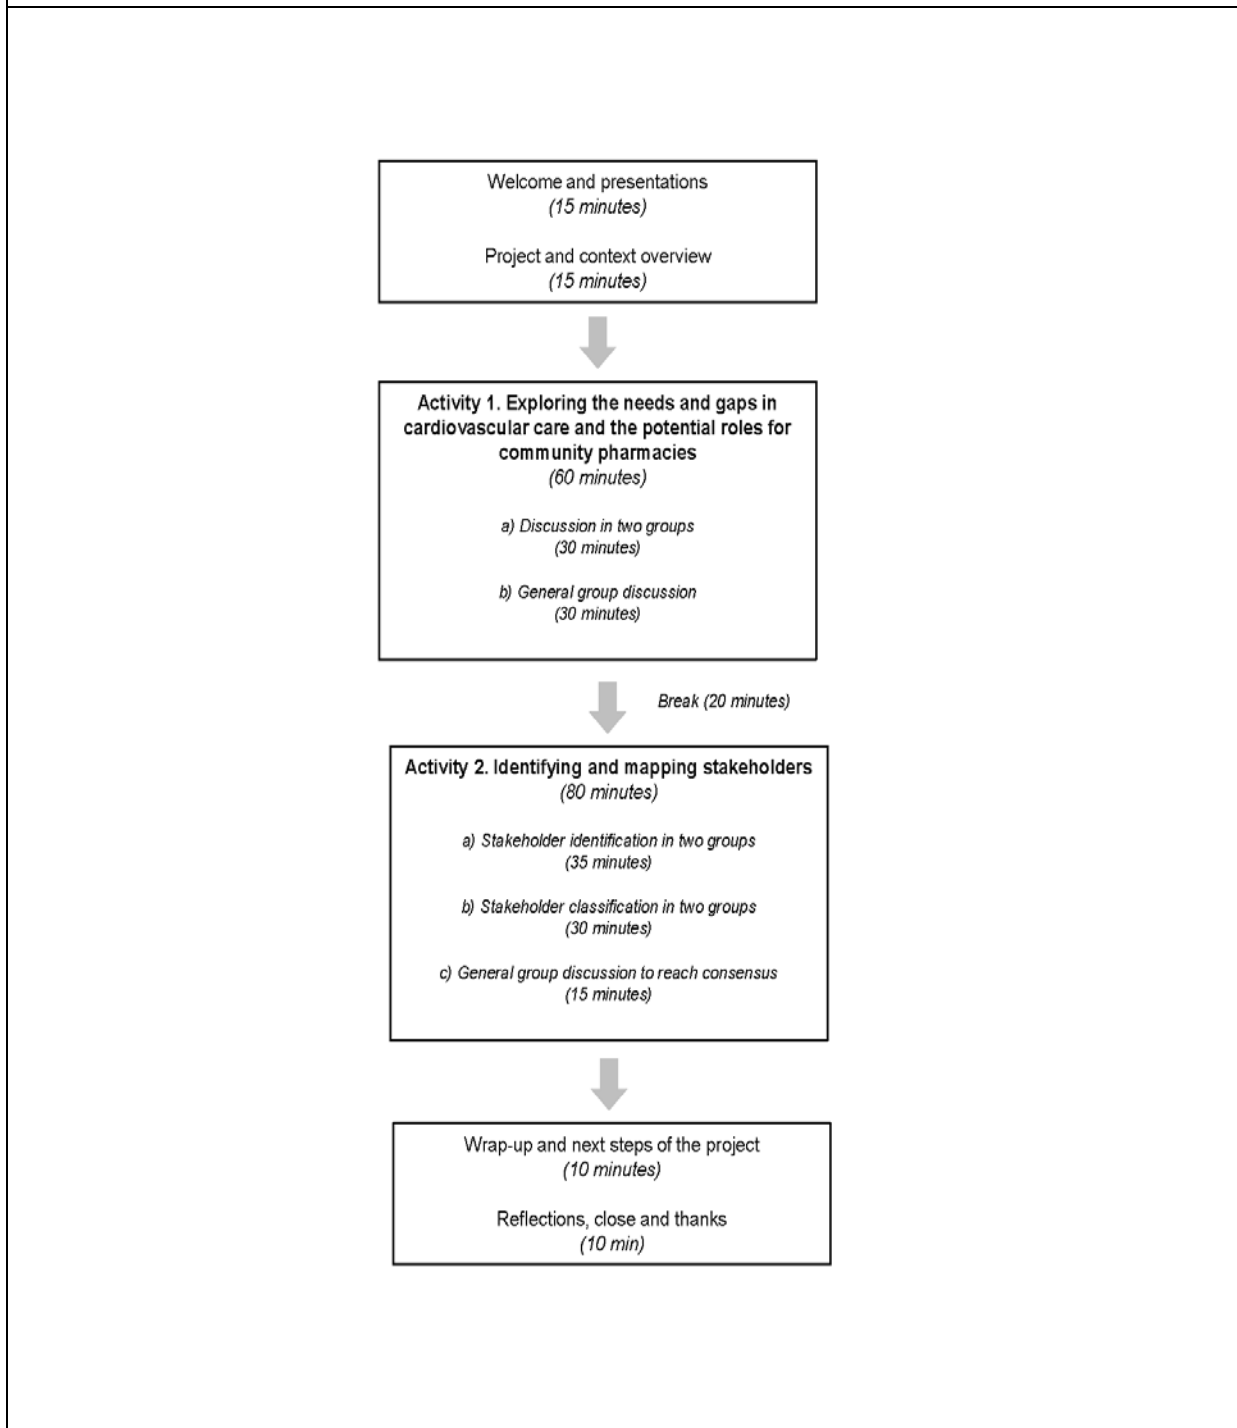 Welcome and presentations
(15 minutes)
Project and context overview
(15 minutes)
Activity 1. Exploring the needs and gaps in
cardiovascular care and the potential roles for
community pharmacies
(60 minutes)
a) Discussion in two groups
(30 minutes)
b) General group discussion
(30 minutes)
Break (20 minutes)
Activity 2. Identifying and mapping stakeholders
(80 minutes)
a) Stakeholder identification in two groups
(35 minutes)
b) Stakeholder classification in two groups
(30 minutes)
c) General group discussion to reach consensus
(15 minutes)
Wrap-up and next steps of the project
(10 minutes)
Reflections, close and thanks
(10 min)